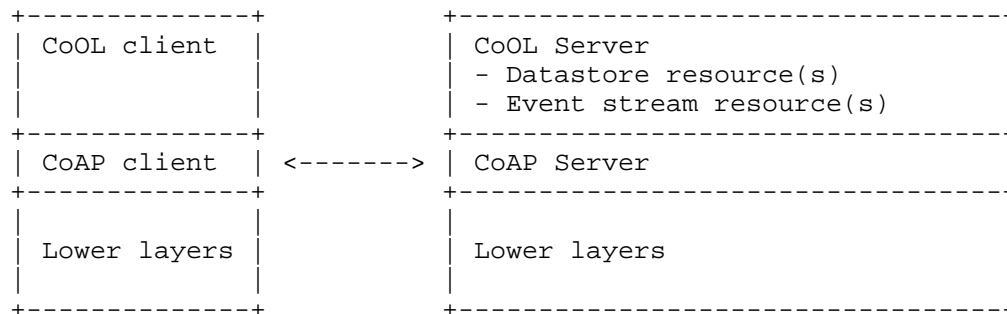 +--------------+           +----------------------------------
| CoOL client  |           | CoOL Server
|              |           | - Datastore resource(s)
|              |           | - Event stream resource(s)
+--------------+           +----------------------------------
| CoAP client  | <-------> | CoAP Server
+--------------+           +----------------------------------
|              |           |
| Lower layers |           | Lower layers
|              |           |
+--------------+           +----------------------------------